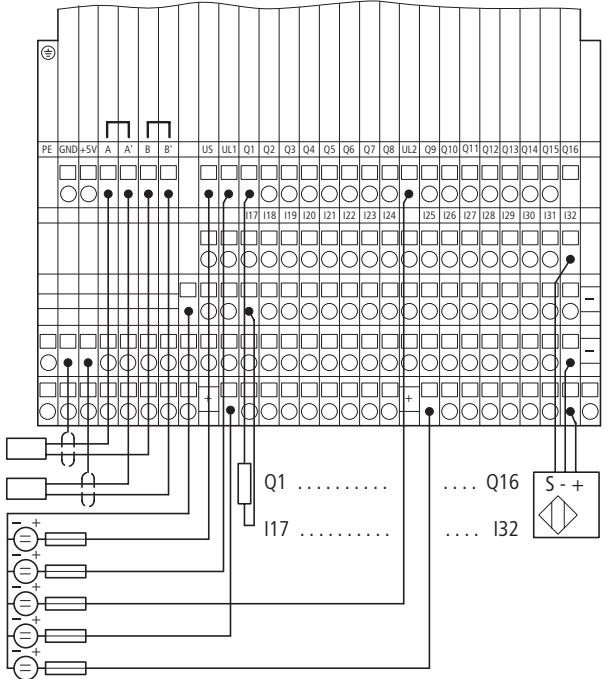 PE GND +5V A A' B B' US UL1 Q1 Q2 Q3 Q4 Q5 Q6 Q7 Q8 UL2 Q9 Q10 Q11 Q12 Q13 Q14 Q15 Q16
I17 I18 I19 I20 I21 I22 I23 I24 I25 I26 I27 I28 I29 I30 I31 I32
−
−
+ +
Q1 .......... .... Q16
S - +
I17 .......... .... I32
− +
− +
− +
− +
− +